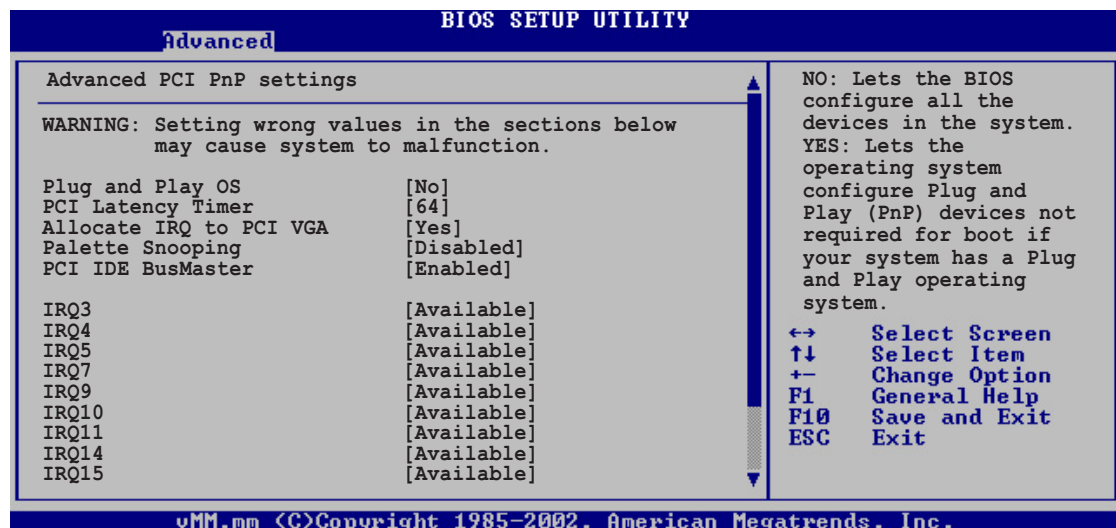 BIOS SETUP UTILITY
Advanced
Advanced PCI PnP settings
WARNING: Setting wrong values in the sections below
may cause system to malfunction.
Plug and Play OS [No]
PCI Latency Timer [64]
Allocate IRQ to PCI VGA [Yes]
Palette Snooping [Disabled]
PCI IDE BusMaster [Enabled]
IRQ3 [Available]
IRQ4 [Available]
IRQ5 [Available]
IRQ7 [Available]
IRQ9 [Available]
IRQ10 [Available]
IRQ11 [Available]
IRQ14 [Available]
IRQ15 [Available]
NO: Lets the BIOS
configure all the
devices in the system.
YES: Lets the
operating system
configure Plug and
Play (PnP) devices not
required for boot if
your system has a Plug
and Play operating
system.
←→ Select Screen
↑↓ Select Item
+− Change Option
F1 General Help
F10 Save and Exit
ESC Exit
vMM.mm (C)Copyright 1985-2002, American Megatrends, Inc.